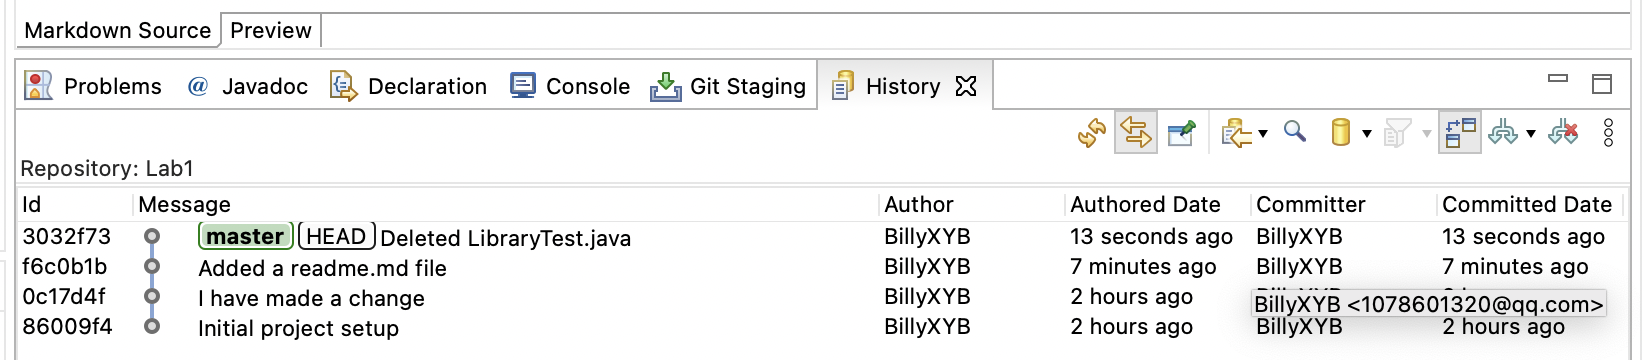 Markdown Source Preview
Problems @ Javadoc Declaration Console Git Staging History
Repository: Lab1
Id Message Author Authored Date Committer Committed Date
3032f73 master HEAD Deleted LibraryTest.java BillyXYB 13 seconds ago BillyXYB 13 seconds ago
f6c0b1b Added a readme.md file BillyXYB 7 minutes ago BillyXYB 7 minutes ago
0c17d4f I have made a change BillyXYB 2 hours ago
BillyXYB <1078601320@qq.com>
86009f4 Initial project setup BillyXYB 2 hours ago BillyXYB 2 hours ago